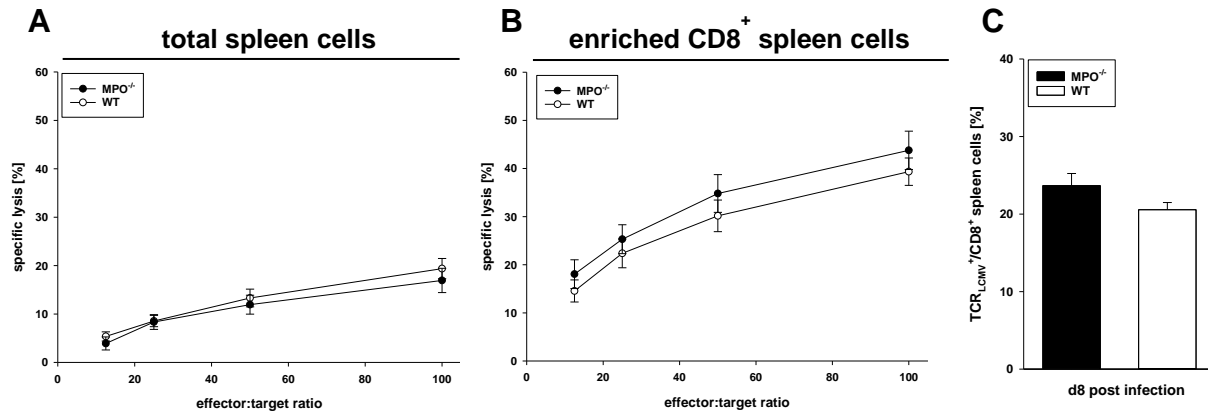 A
total spleen cells
60
50
40
30
20
10
0
specific lysis [%]
MPO-/-
WT
0 20 40 60 80 100
effector:target ratio
B
enriched CD8+ spleen cells
60
50
40
30
20
10
0
specific lysis [%]
MPO-/-
WT
0 20 40 60 80 100
effector:target ratio
C
40
30
20
10
0
TCRLCMV+/CD8+ spleen cells [%]
MPO-/-
WT
d8 post infection